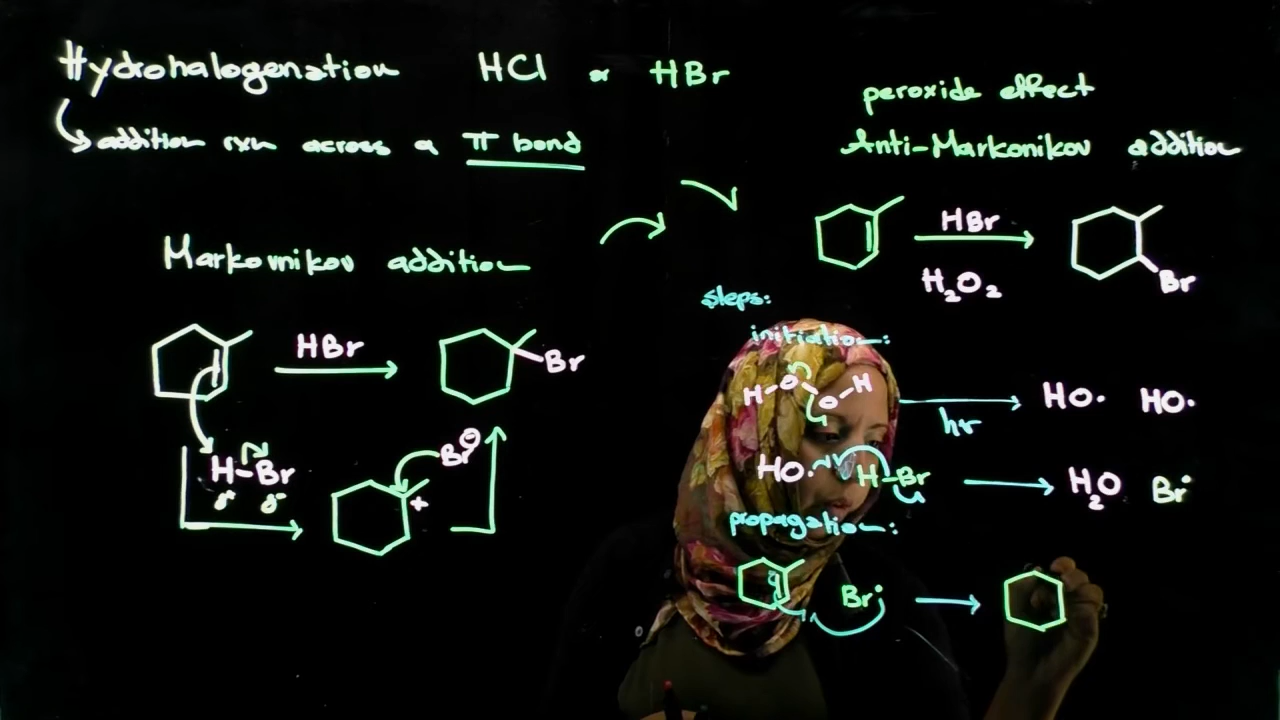 Hydrohalogenation HCl or HBr
addition rxn across a π bond
Markovnikov addition
HBr
Br
H-Br
δ⁺ δ⁻
Br⊖
+
peroxide effect
Anti-Markonikov addition
HBr
H₂O₂
Br
steps:
initiation:
H-O-O-H hν HO· HO·
HO· H-Br H₂O Br·
propagation:
Br·